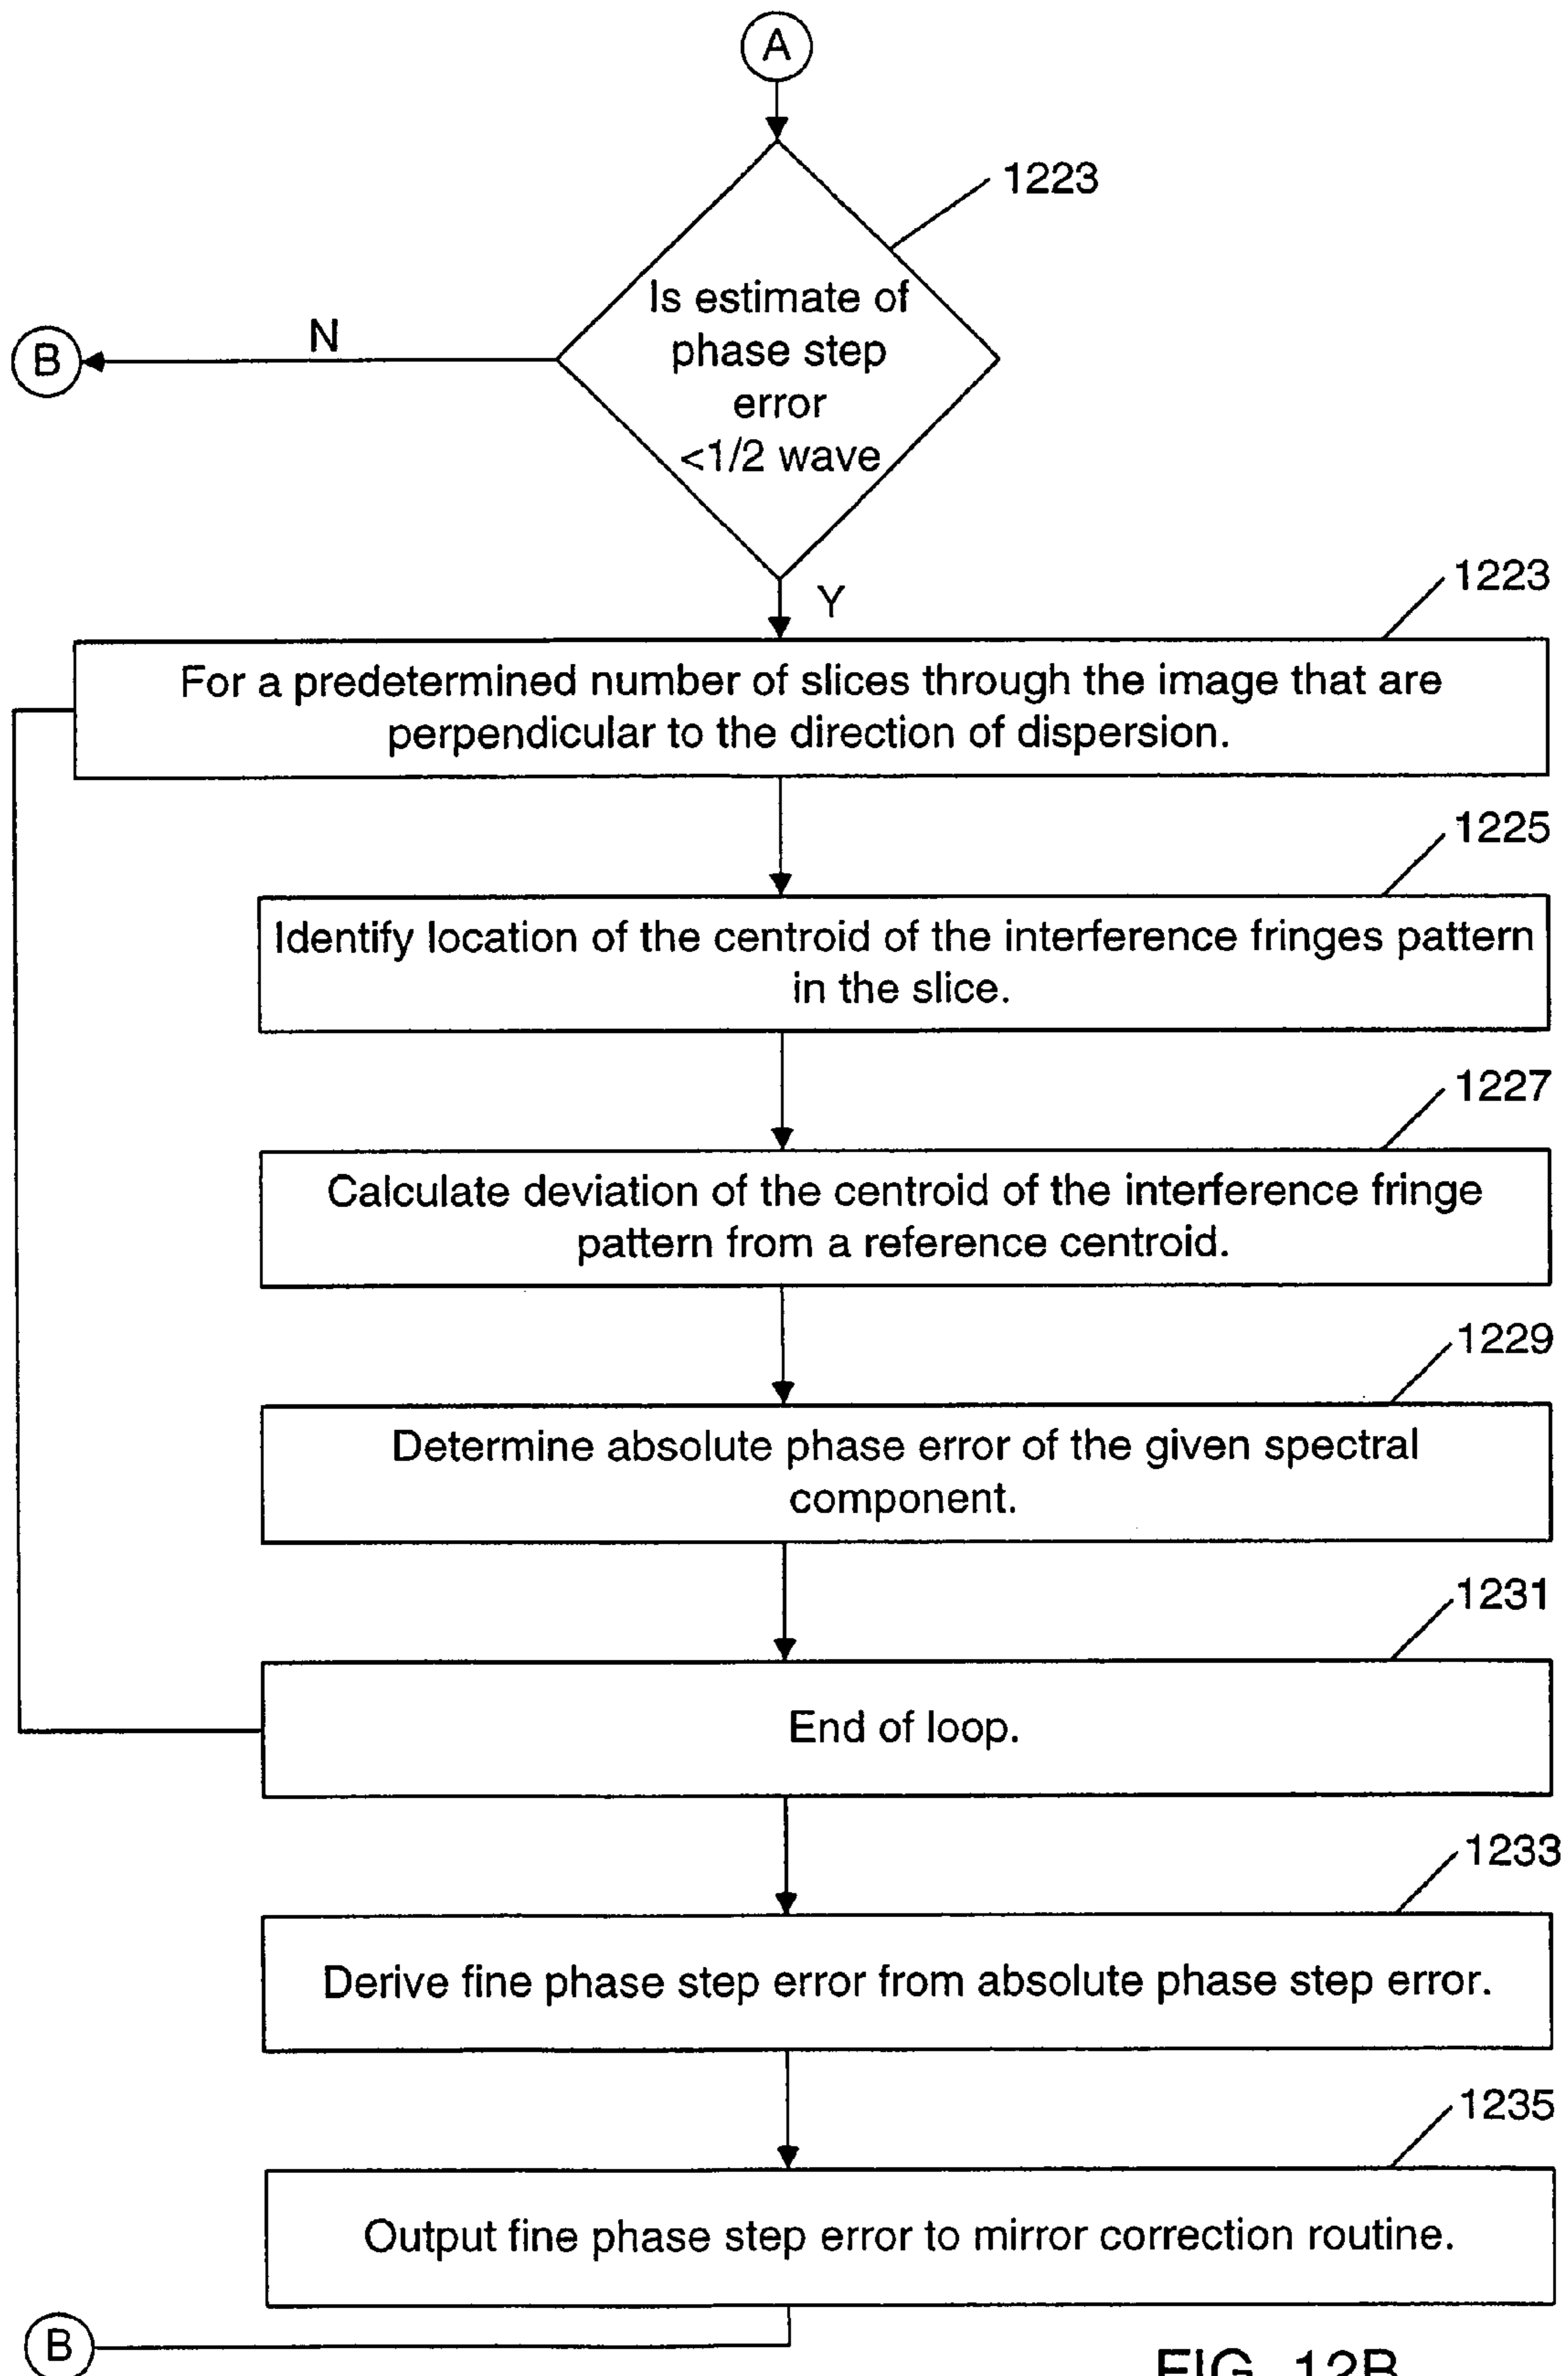 A
1223
Is estimate of
phase step
error
<1/2 wave
N
B
Y
1223
For a predetermined number of slices through the image that are
perpendicular to the direction of dispersion.
1225
Identify location of the centroid of the interference fringes pattern
in the slice.
1227
Calculate deviation of the centroid of the interference fringe
pattern from a reference centroid.
1229
Determine absolute phase error of the given spectral
component.
1231
End of loop.
1233
Derive fine phase step error from absolute phase step error.
1235
Output fine phase step error to mirror correction routine.
B
FIG. 12B